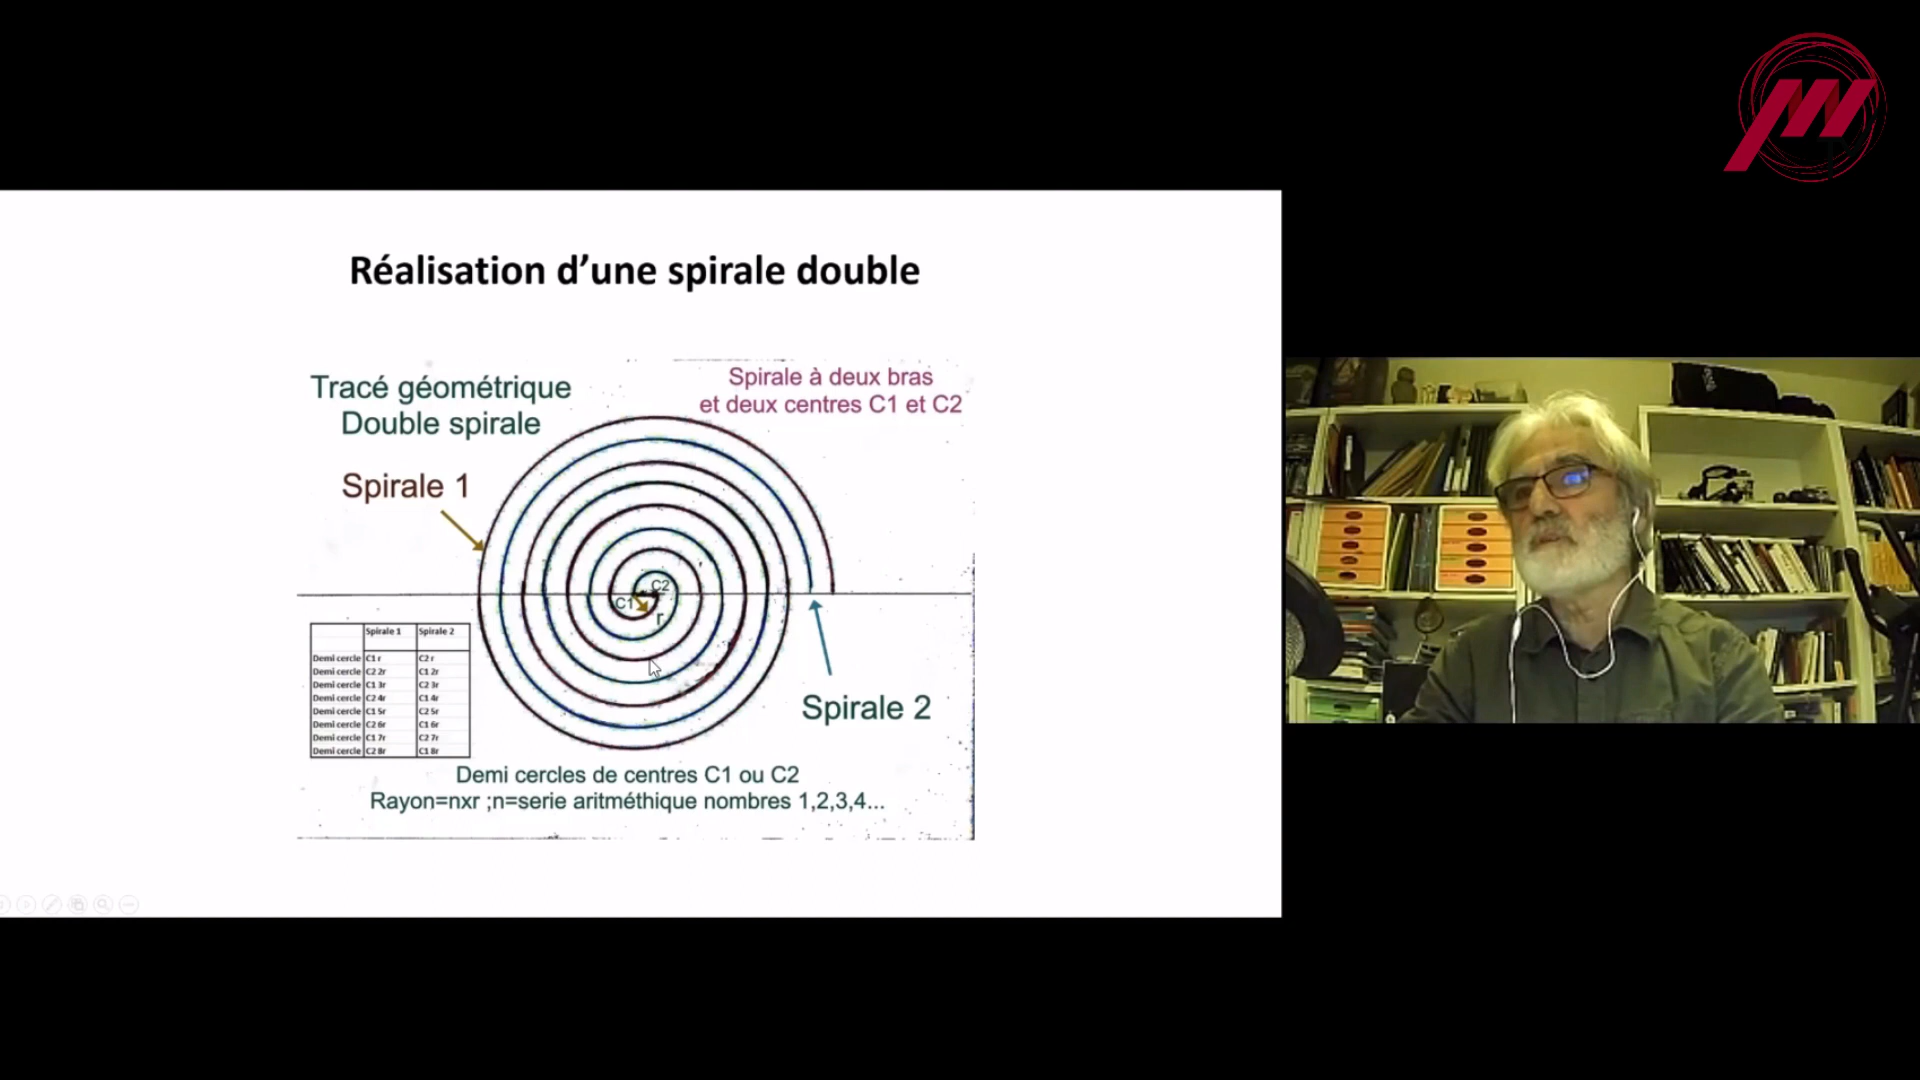 Réalisation d’une spirale double
Tracé géométrique
Double spirale
Spirale à deux bras
et deux centres C1 et C2
Spirale 1
C2
C1
r
Spirale 2
Spirale 1 Spirale 2
Demi cercle C1 r C2 r
Demi cercle C2 2r C1 2r
Demi cercle C1 3r C2 3r
Demi cercle C2 4r C1 4r
Demi cercle C1 5r C2 5r
Demi cercle C2 6r C1 6r
Demi cercle C1 7r C2 7r
Demi cercle C2 8r C1 8r
Demi cercles de centres C1 ou C2
Rayon=nxr ;n=serie aritméthique nombres 1,2,3,4...